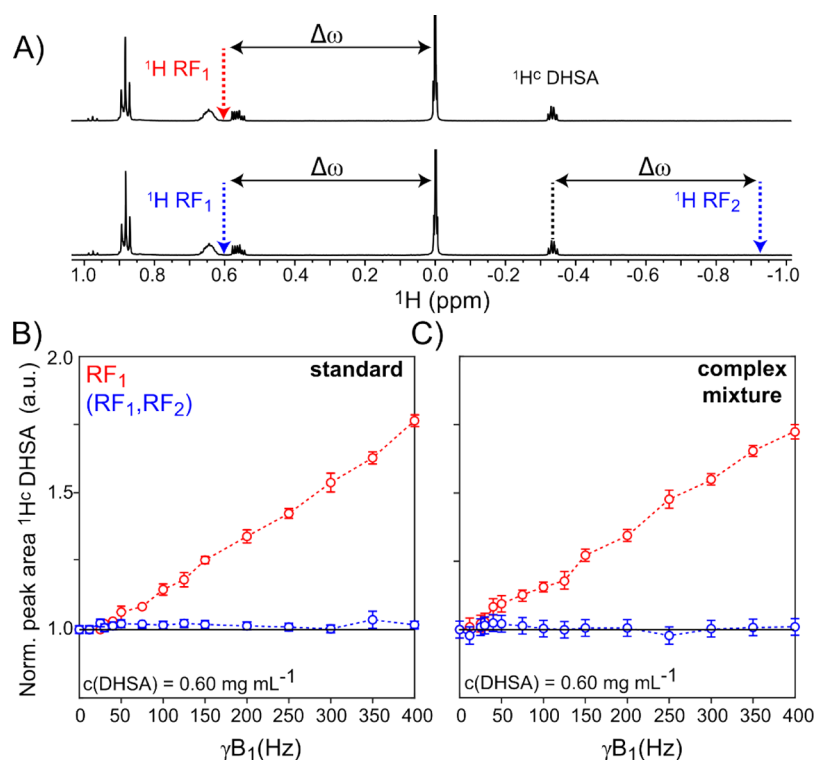 A)
Δω
¹H RF₁
¹Hᶜ DHSA
Δω
Δω
¹H RF₁
¹H RF₂
1.0 0.8 0.6 0.4 0.2 0.0 -0.2 -0.4 -0.6 -0.8 -1.0
¹H (ppm)
B)
2.0
1.5
1.0
Norm. peak area ¹Hᶜ DHSA (a.u.)
RF₁
(RF₁,RF₂)
standard
c(DHSA) = 0.60 mg mL⁻¹
0 50 100 150 200 250 300 350 400
γB₁(Hz)
C)
complex
mixture
c(DHSA) = 0.60 mg mL⁻¹
0 50 100 150 200 250 300 350 400
γB₁(Hz)